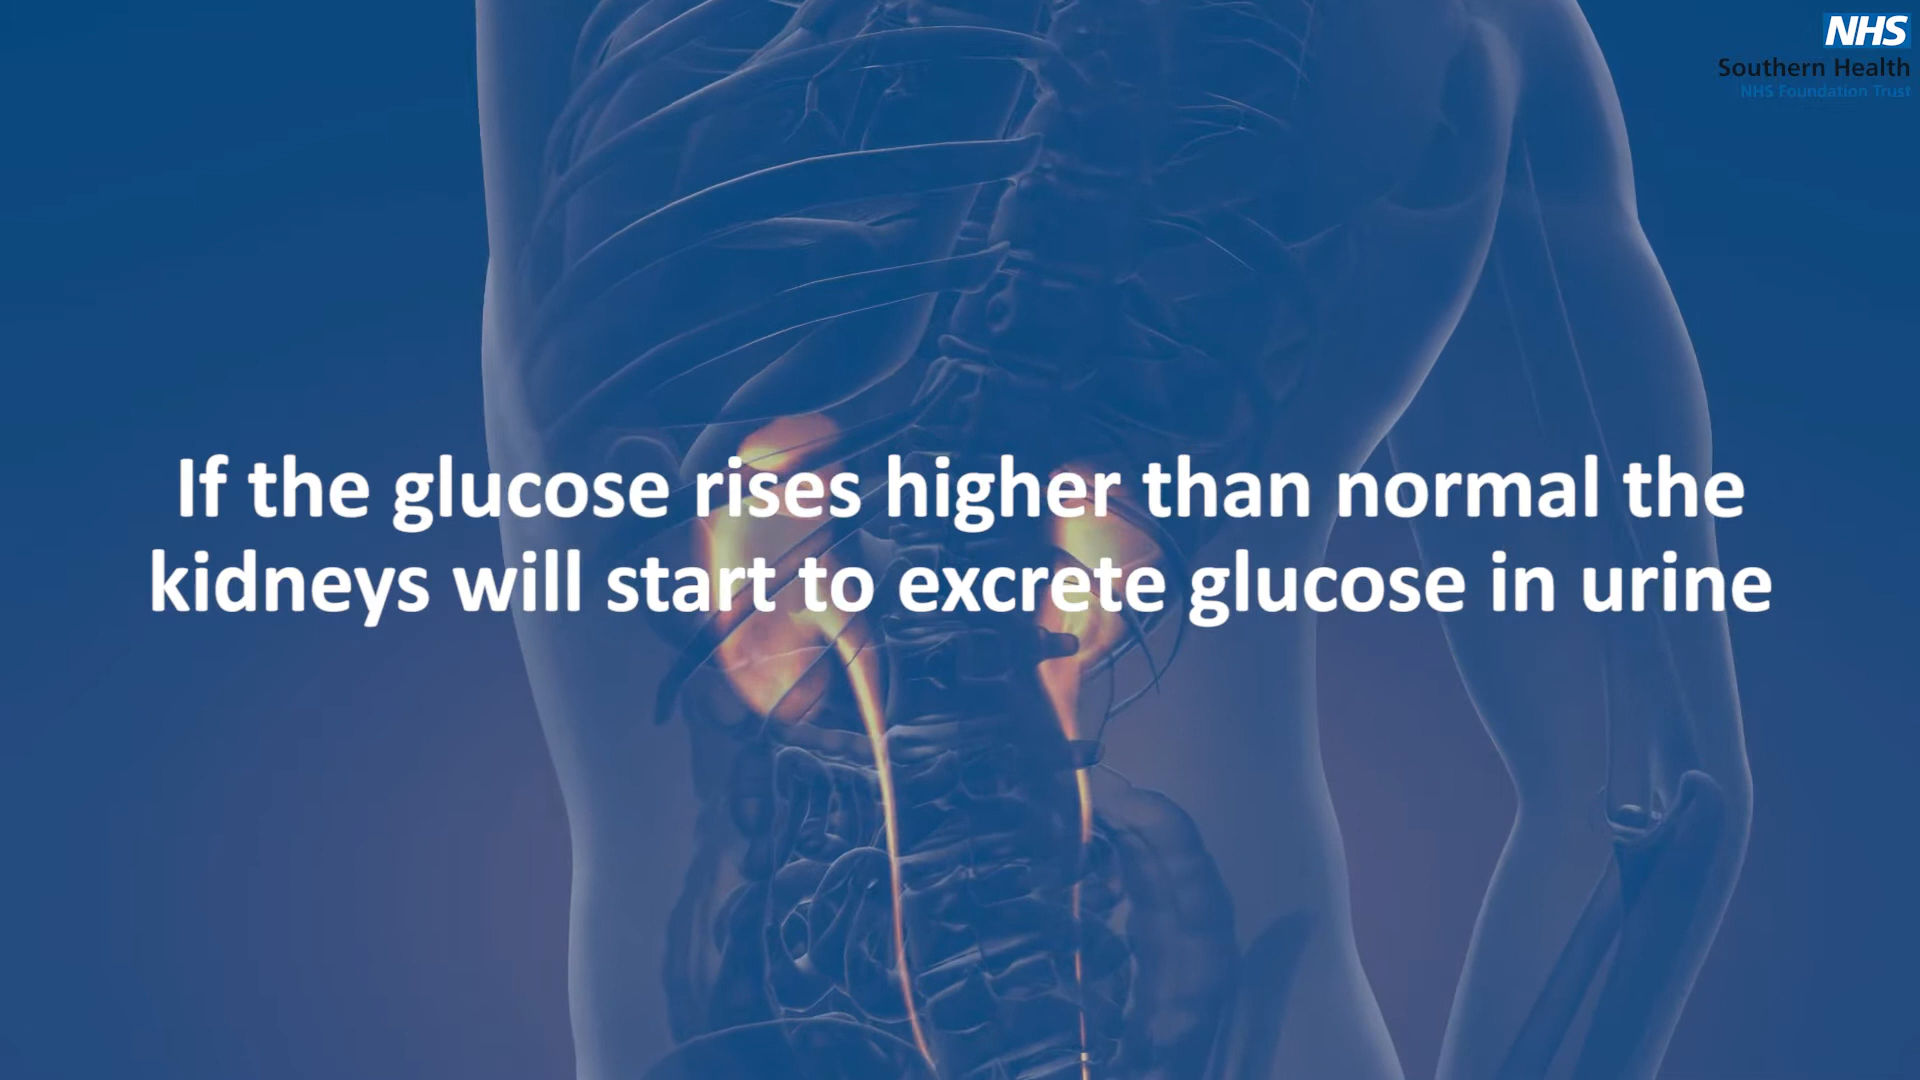 NHS
Southern Health
NHS Foundation Trust
If the glucose rises higher than normal the
kidneys will start to excrete glucose in urine